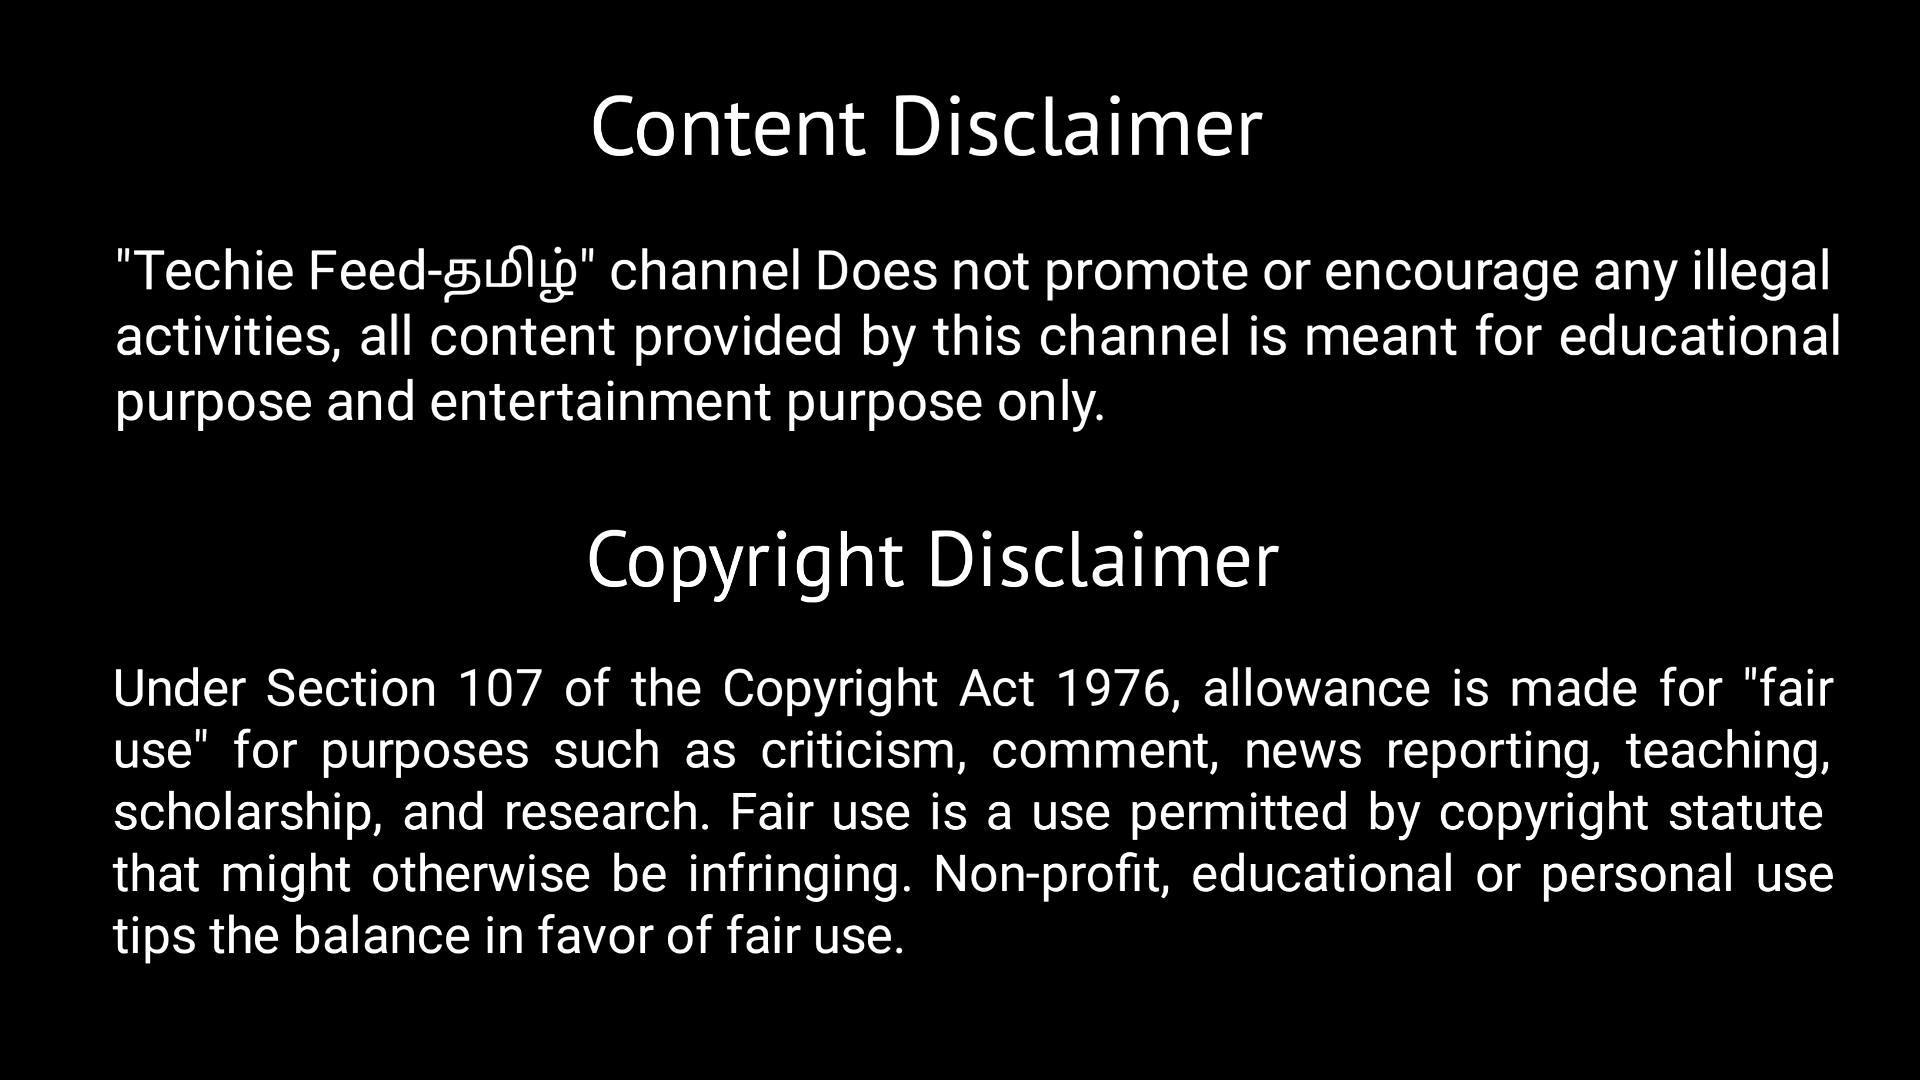 Content Disclaimer
"Techie Feed-தமிழ்" channel Does not promote or encourage any illegal
activities, all content provided by this channel is meant for educational
purpose and entertainment purpose only.
Copyright Disclaimer
Under Section 107 of the Copyright Act 1976, allowance is made for "fair
use" for purposes such as criticism, comment, news reporting, teaching,
scholarship, and research. Fair use is a use permitted by copyright statute
that might otherwise be infringing. Non-profit, educational or personal use
tips the balance in favor of fair use.